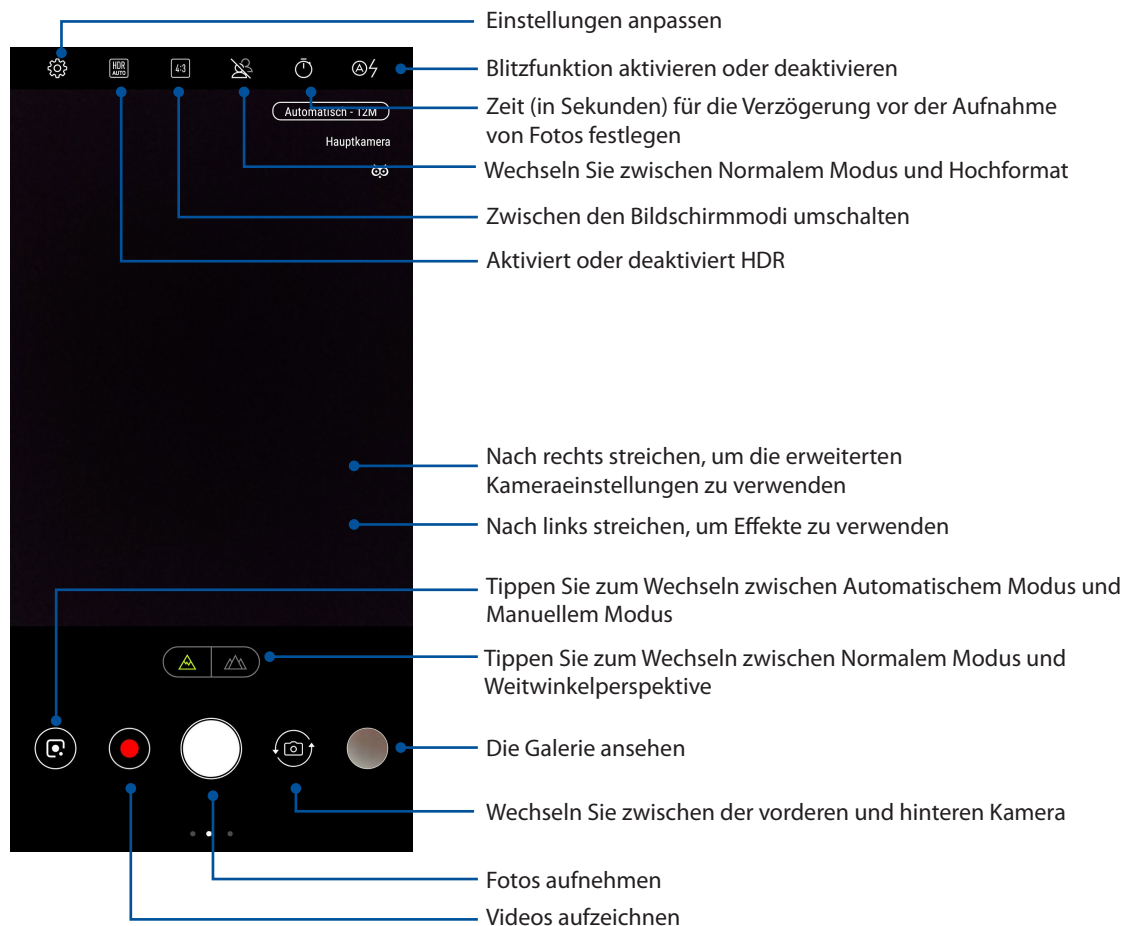 Einstellungen anpassen
HDR
AUTO
4:3
A
Blitzfunktion aktivieren oder deaktivieren
Zeit (in Sekunden) für die Verzögerung vor der Aufnahme
von Fotos festlegen
Automatisch - 12M
Hauptkamera
Wechseln Sie zwischen Normalem Modus und Hochformat
Zwischen den Bildschirmmodi umschalten
Aktiviert oder deaktiviert HDR
Nach rechts streichen, um die erweiterten
Kameraeinstellungen zu verwenden
Nach links streichen, um Effekte zu verwenden
Tippen Sie zum Wechseln zwischen Automatischem Modus und
Manuellem Modus
Tippen Sie zum Wechseln zwischen Normalem Modus und
Weitwinkelperspektive
Die Galerie ansehen
Wechseln Sie zwischen der vorderen und hinteren Kamera
Fotos aufnehmen
Videos aufzeichnen